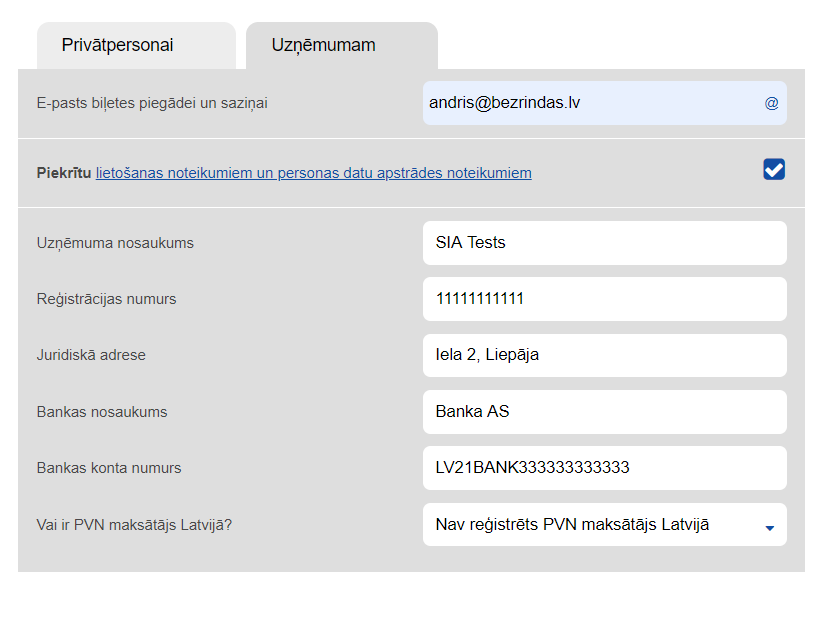 Privātpersonai
Uzņēmumam
E-pasts biļetes piegādei un saziņai
andris@bezrindas.lv @
Piekrītu lietošanas noteikumiem un personas datu apstrādes noteikumiem
Uzņēmuma nosaukums
SIA Tests
Reģistrācijas numurs
11111111111
Juridiskā adrese
Iela 2, Liepāja
Bankas nosaukums
Banka AS
Bankas konta numurs
LV21BANK333333333333
Vai ir PVN maksātājs Latvijā?
Nav reģistrēts PVN maksātājs Latvijā